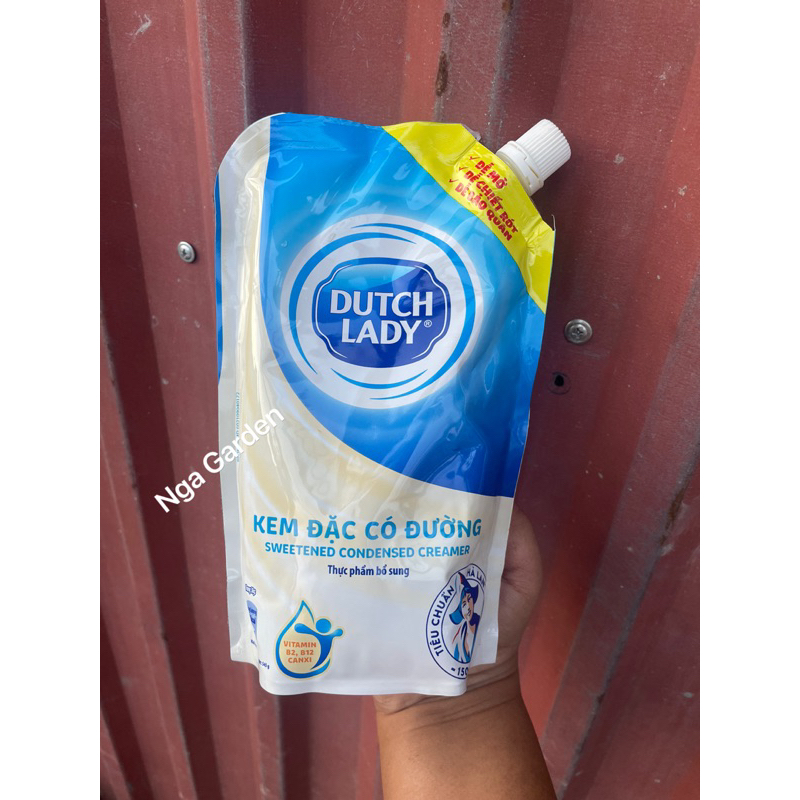 ✓ DỄ MỞ
✓ DỄ CHIẾT RÓT
✓ DỄ BẢO QUẢN
DUTCH
LADY®
Nga Garden
KEM ĐẶC CÓ ĐƯỜNG
SWEETENED CONDENSED CREAMER
Thực phẩm bổ sung
VITAMIN
B2, B12
CANXI
TIÊU CHUẨN HÀ LAN